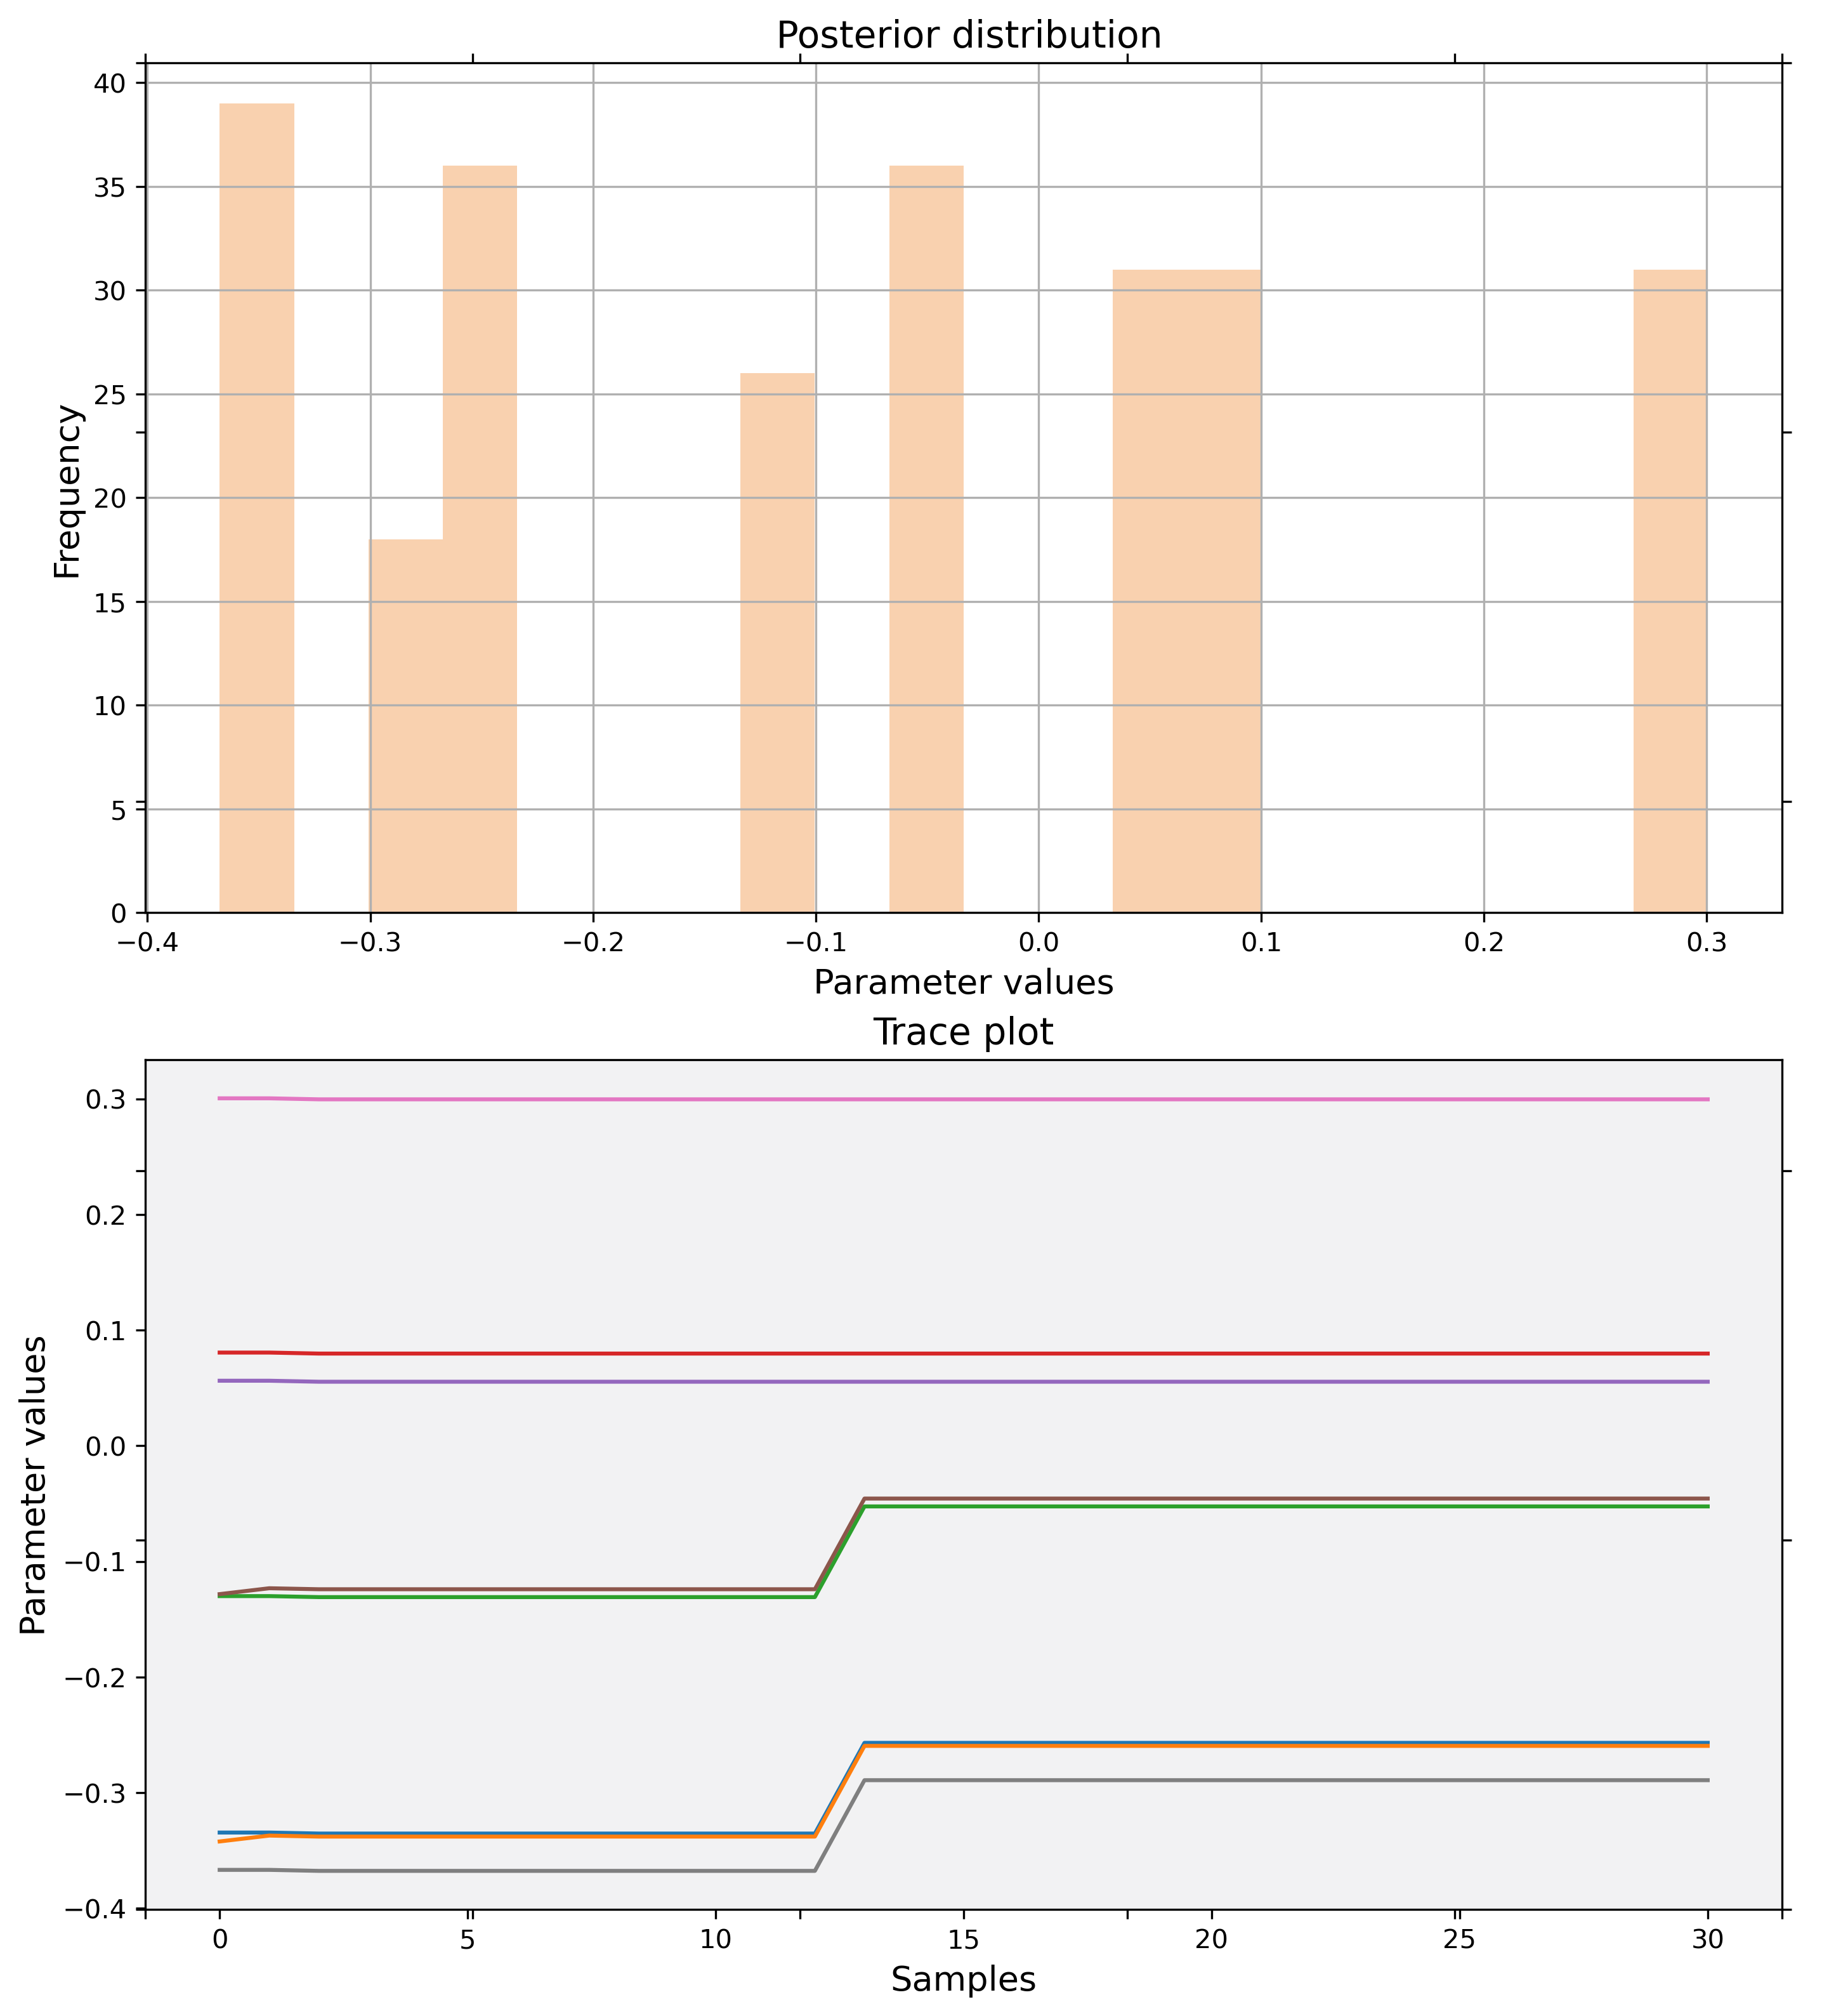 Posterior distribution
40
35
30
25
20
15
10
5
0
Frequency
−0.4 −0.3 −0.2 −0.1 0.0 0.1 0.2 0.3
Parameter values
Trace plot
0.3
0.2
0.1
0.0
−0.1
−0.2
−0.3
−0.4
Parameter values
0 5 10 15 20 25 30
Samples